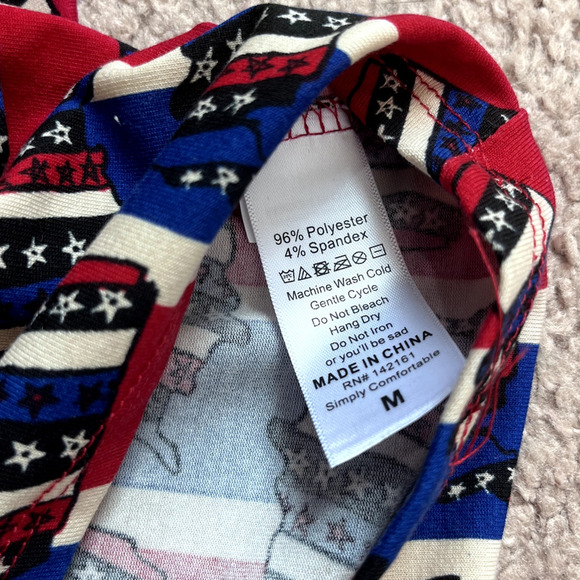 96% Polyester
4% Spandex
Machine Wash Cold
Gentle Cycle
Do Not Bleach
Hang Dry
Do Not Iron
or you'll be sad
MADE IN CHINA
RN# 142161
Simply Comfortable
M